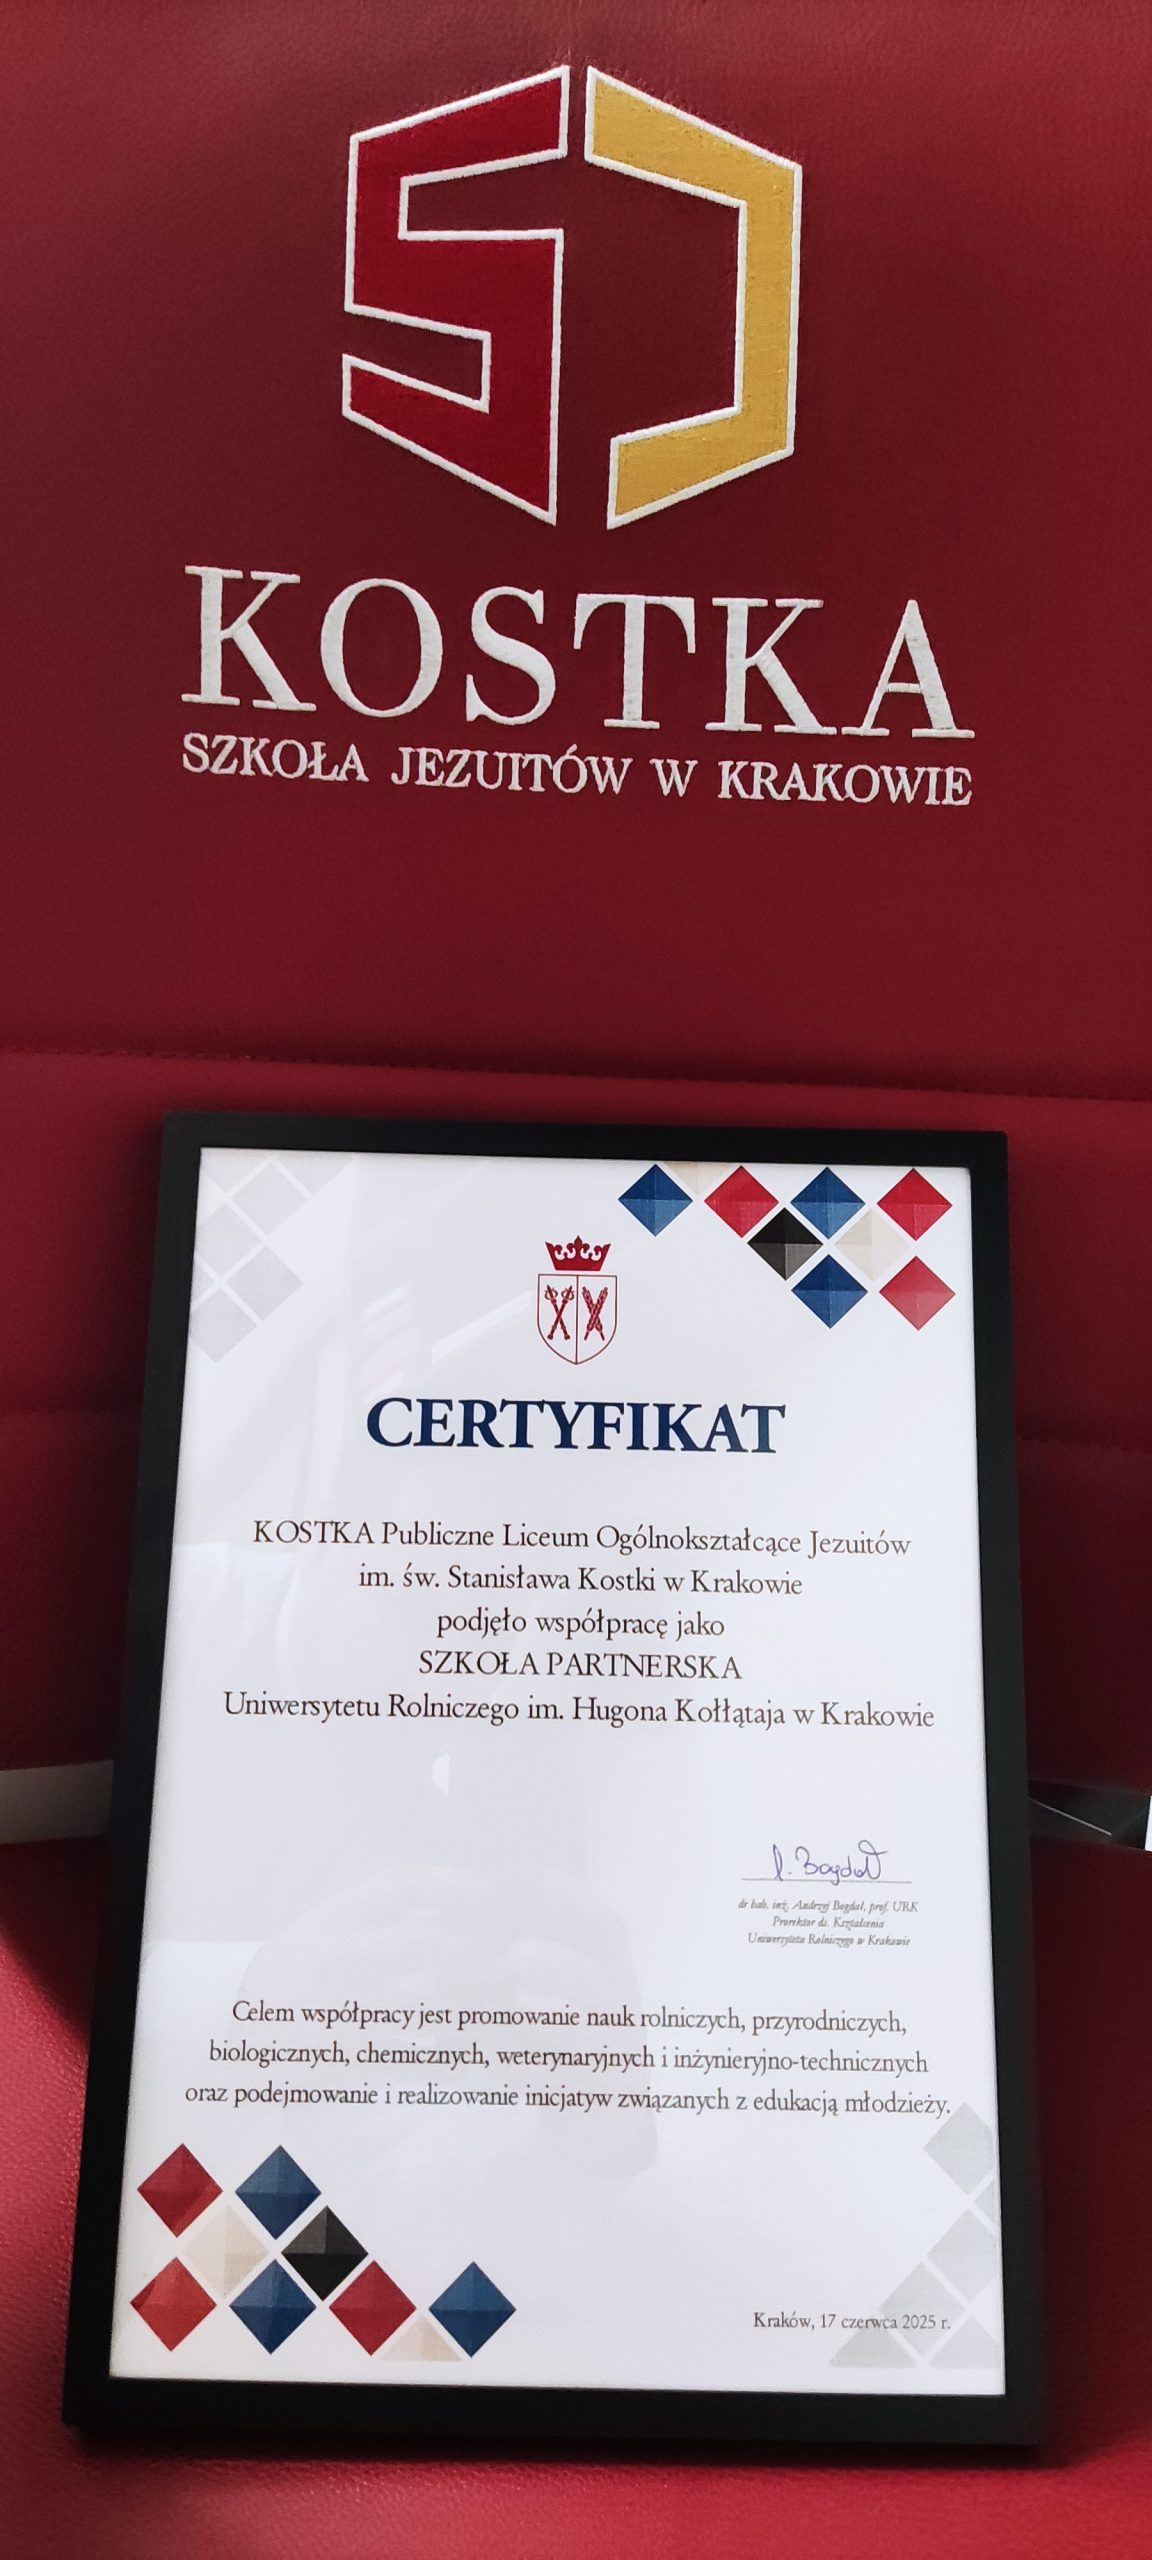 KOSTKA
SZKOŁA JEZUITÓW W KRAKOWIE
CERTYFIKAT
KOSTKA Publiczne Liceum Ogólnokształcące Jezuitów
im. św. Stanisława Kostki w Krakowie
podjęło współpracę jako
SZKOŁA PARTNERSKA
Uniwersytetu Rolniczego im. Hugona Kołłątaja w Krakowie
A. Bogdał
dr hab. inż. Andrzej Bogdał, prof. URK
Prorektor ds. Kształcenia
Uniwersytetu Rolniczego w Krakowie
Celem współpracy jest promowanie nauk rolniczych, przyrodniczych,
biologicznych, chemicznych, weterynaryjnych i inżynieryjno-technicznych
oraz podejmowanie i realizowanie inicjatyw związanych z edukacją młodzieży.
Kraków, 17 czerwca 2025 r.